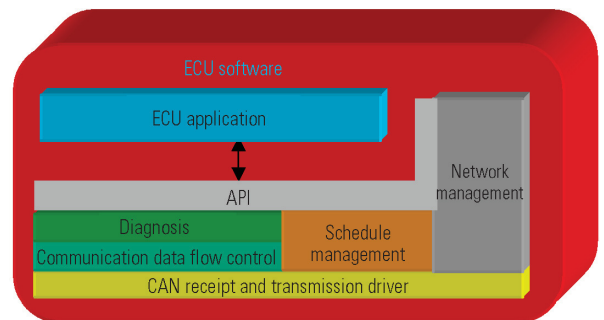 ECU software
ECU application
API
Network
management
Diagnosis
Schedule
management
Communication data flow control
CAN receipt and transmission driver